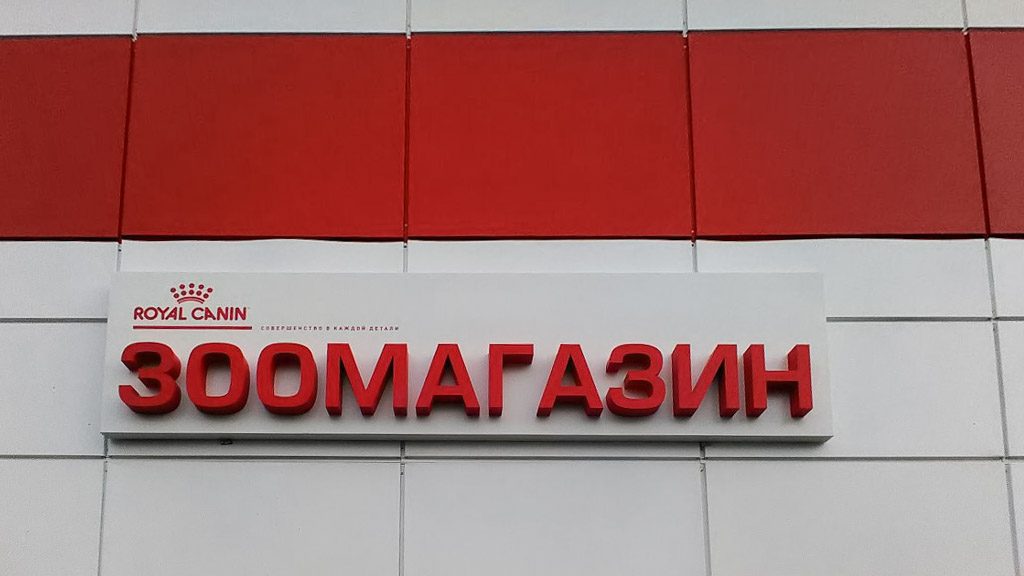 ROYAL CANIN
СОВЕРШЕНСТВО В КАЖДОЙ ДЕТАЛИ
ЗООМАГАЗИН